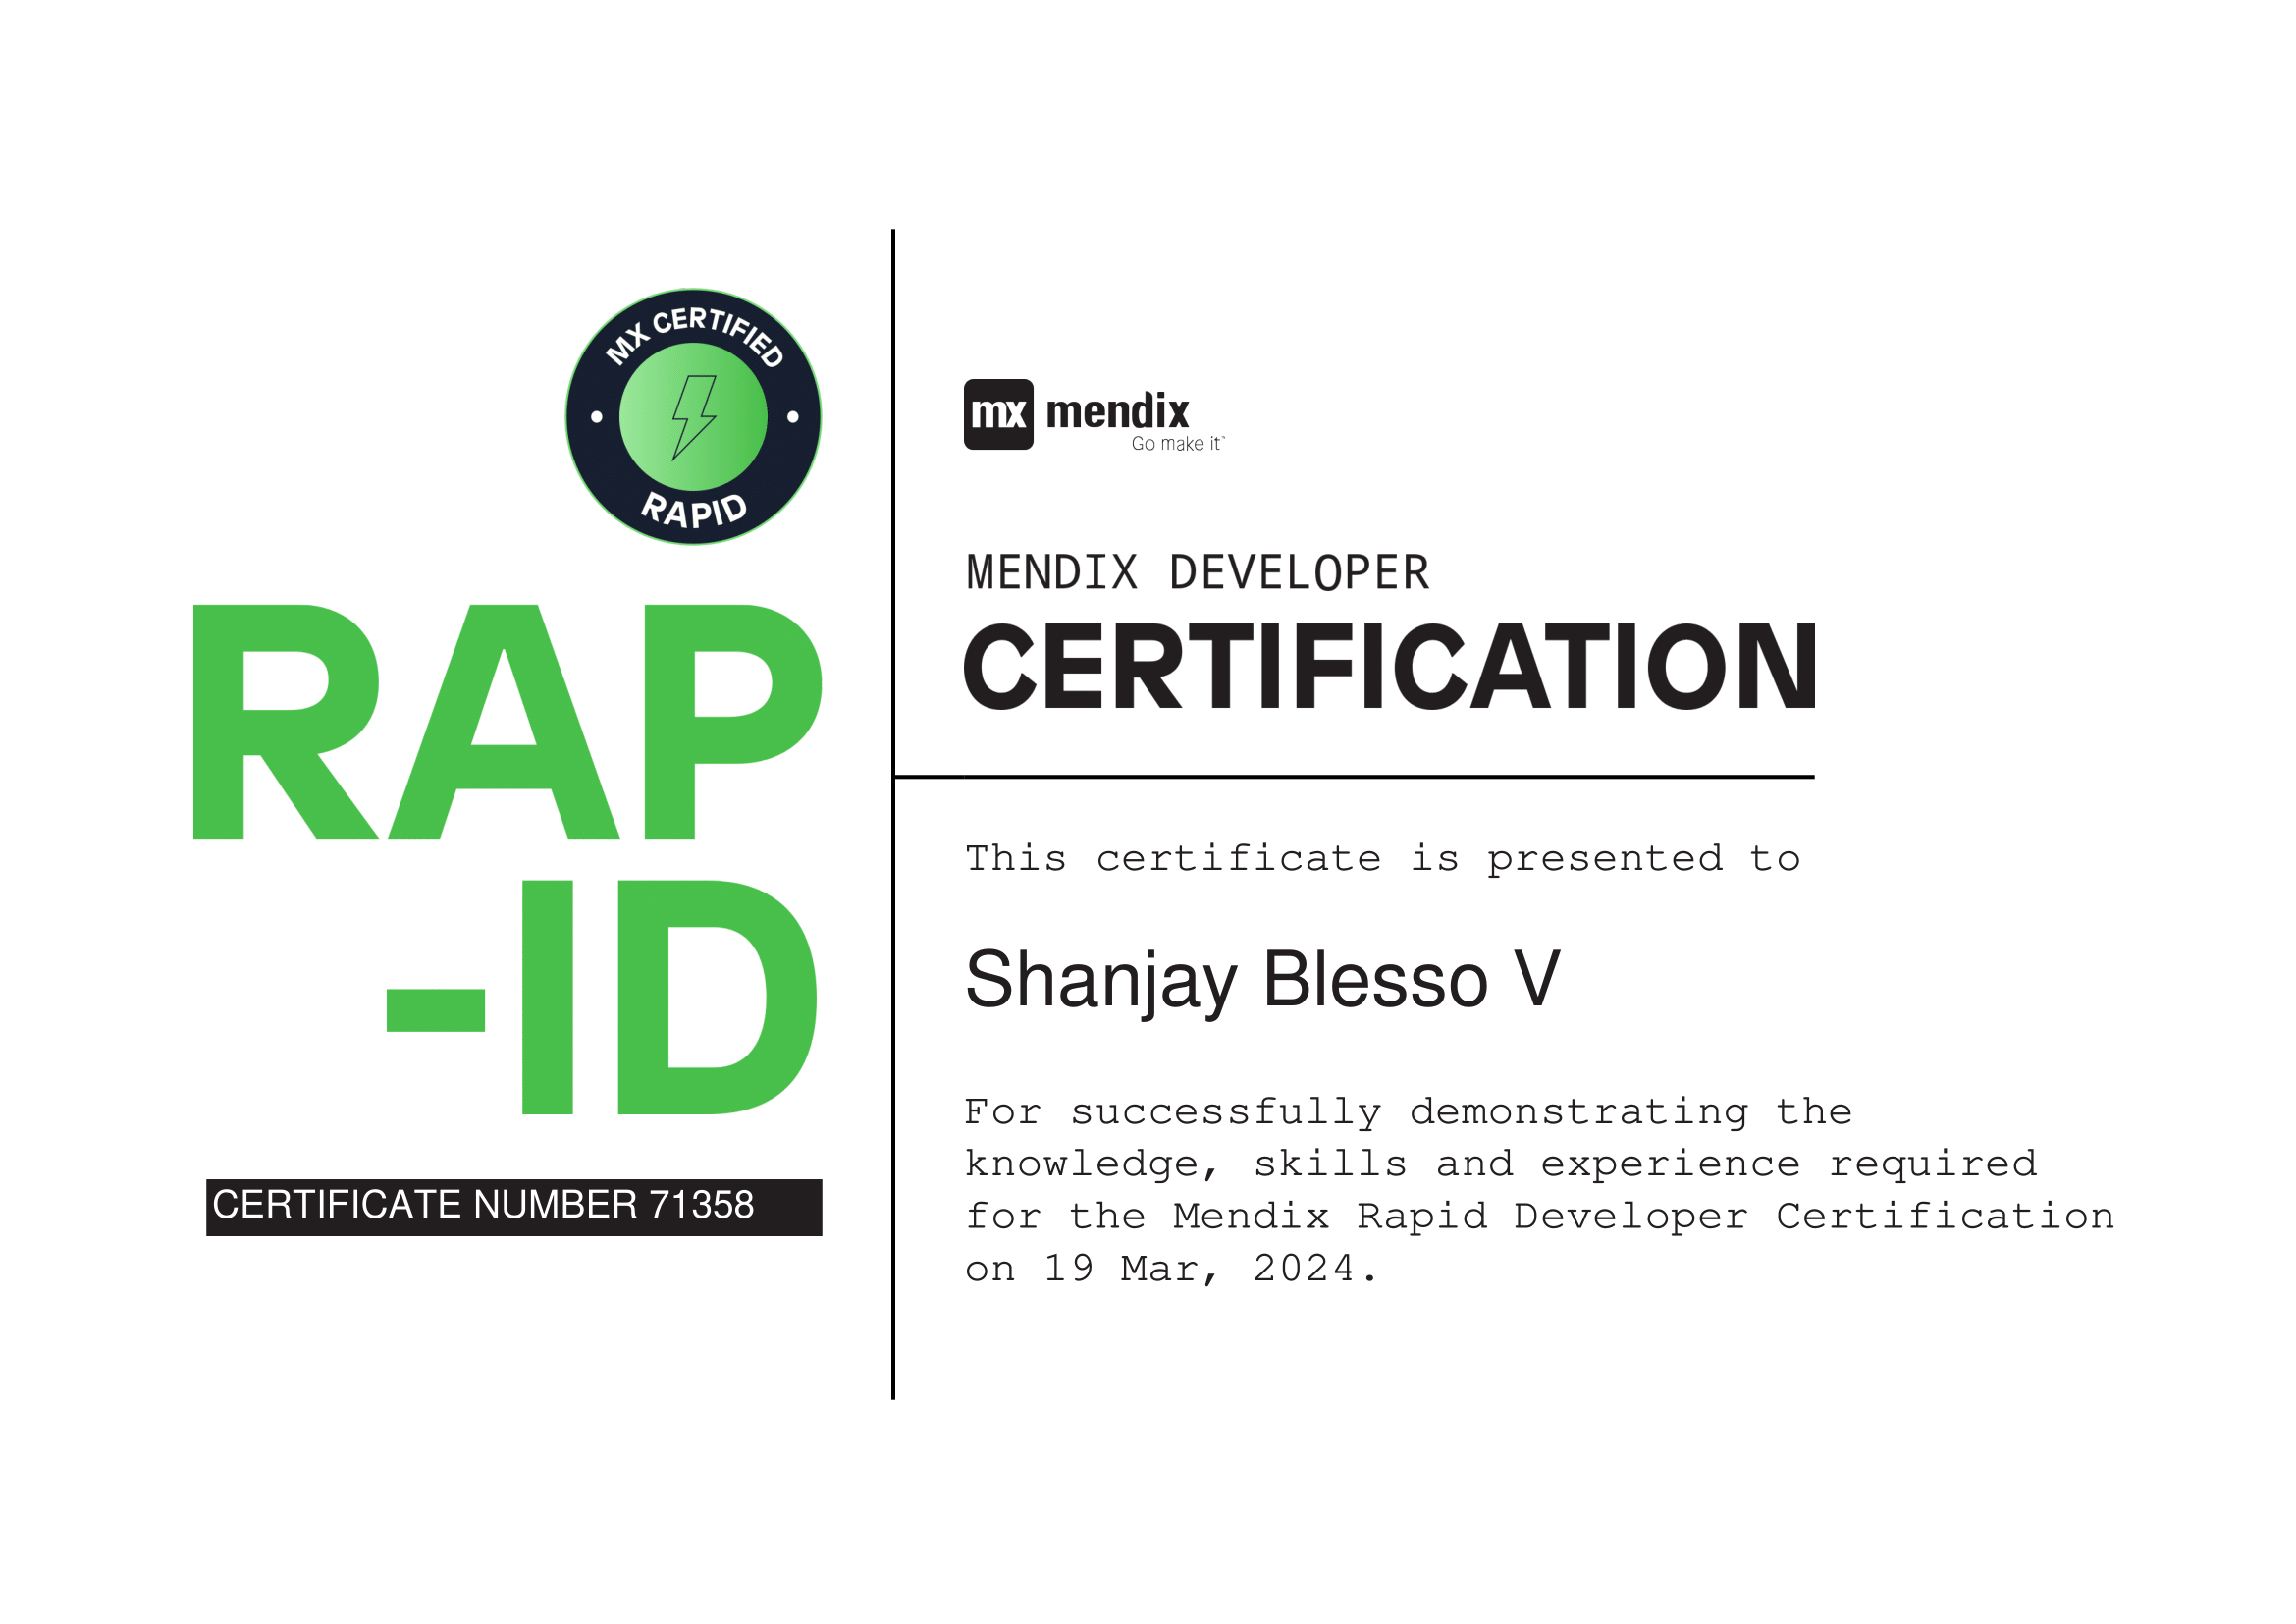 MX CERTIFIED
RAPID
RAP
-ID
CERTIFICATE NUMBER 71358
mx mendix
Go make it™
MENDIX DEVELOPER
CERTIFICATION
This certificate is presented to
Shanjay Blesso V
For successfully demonstrating the
knowledge, skills and experience required
for the Mendix Rapid Developer Certification
on 19 Mar, 2024.